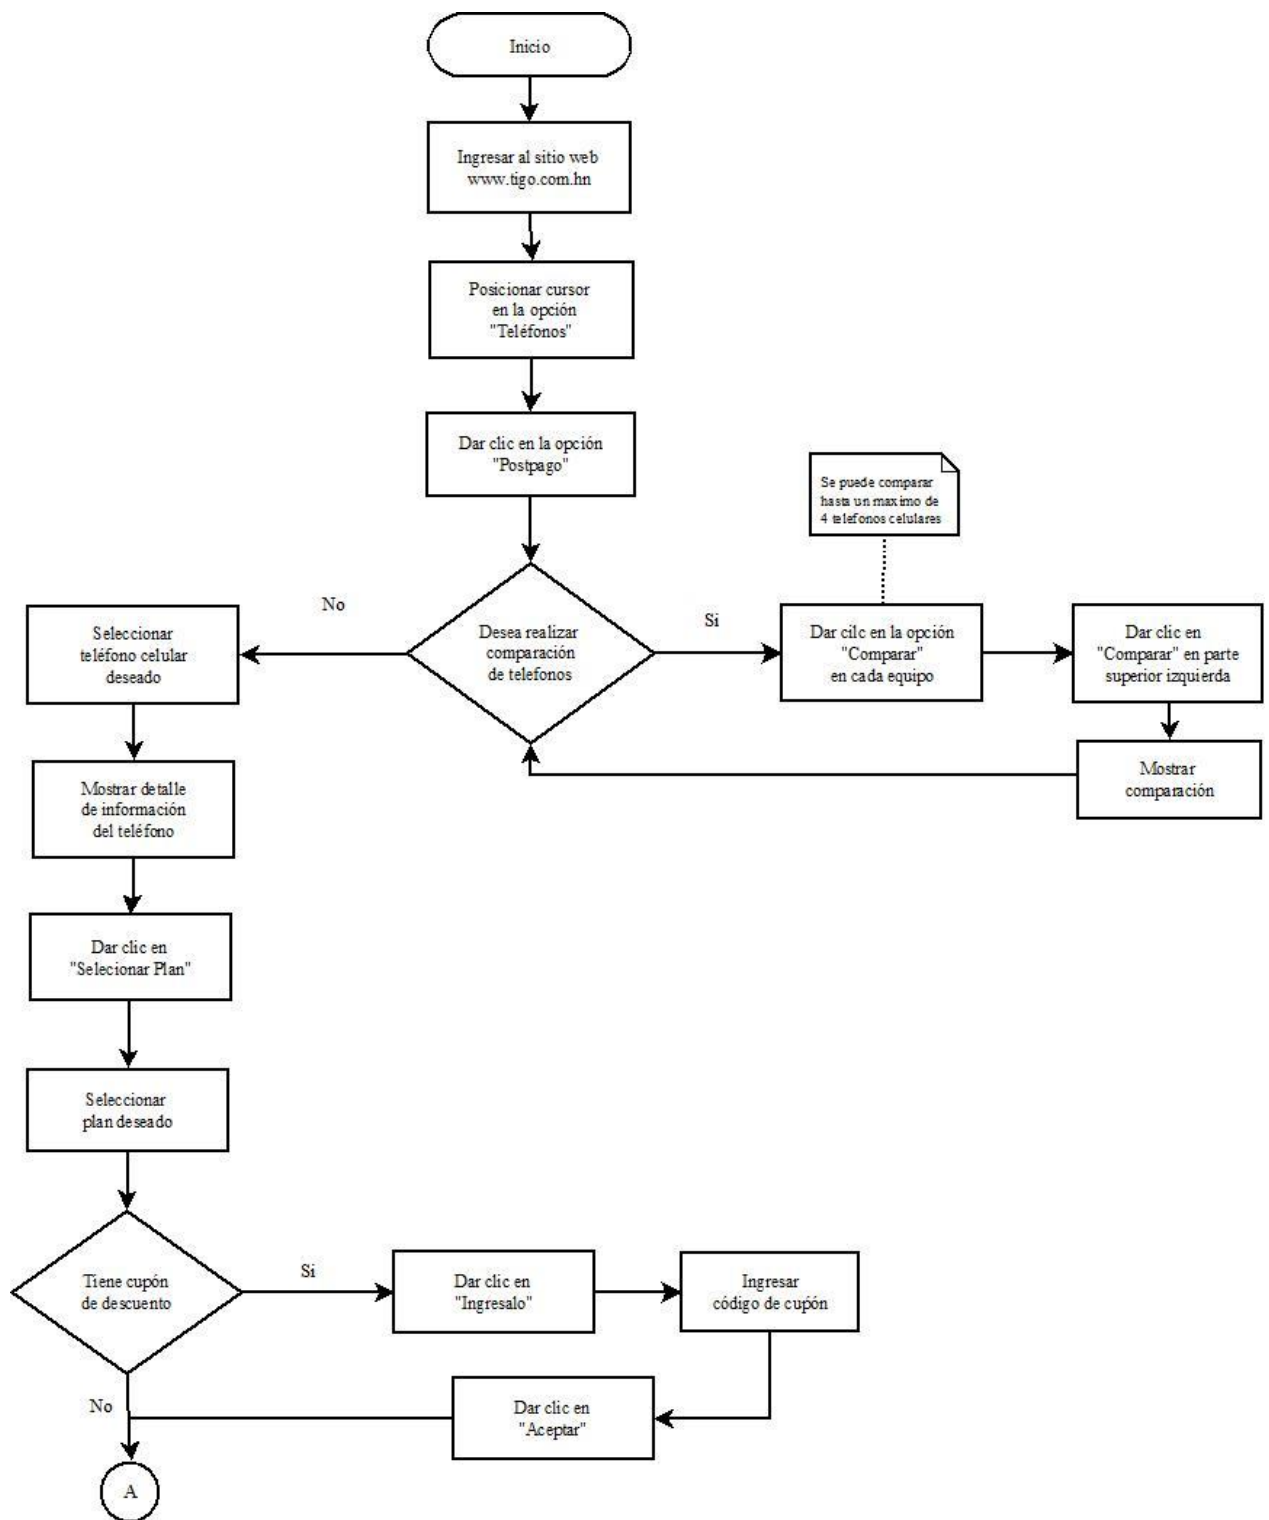 Inicio
Ingresar al sitio web
www.tigo.com.hn
Posicionar cursor
en la opción
"Teléfonos"
Dar clic en la opción
"Postpago"
Se puede comparar
hasta un maximo de
4 telefonos celulares
No
Si
Seleccionar
teléfono celular
deseado
Desea realizar
comparación
de telefonos
Dar cilc en la opción
"Comparar"
en cada equipo
Dar clic en
"Comparar" en parte
superior izquierda
Mostrar
comparación
Mostrar detalle
de información
del teléfono
Dar clic en
"Selecionar Plan"
Seleccionar
plan deseado
Tiene cupón
de descuento
Si
Dar clic en
"Ingresalo"
Ingresar
código de cupón
No
Dar clic en
"Aceptar"
A